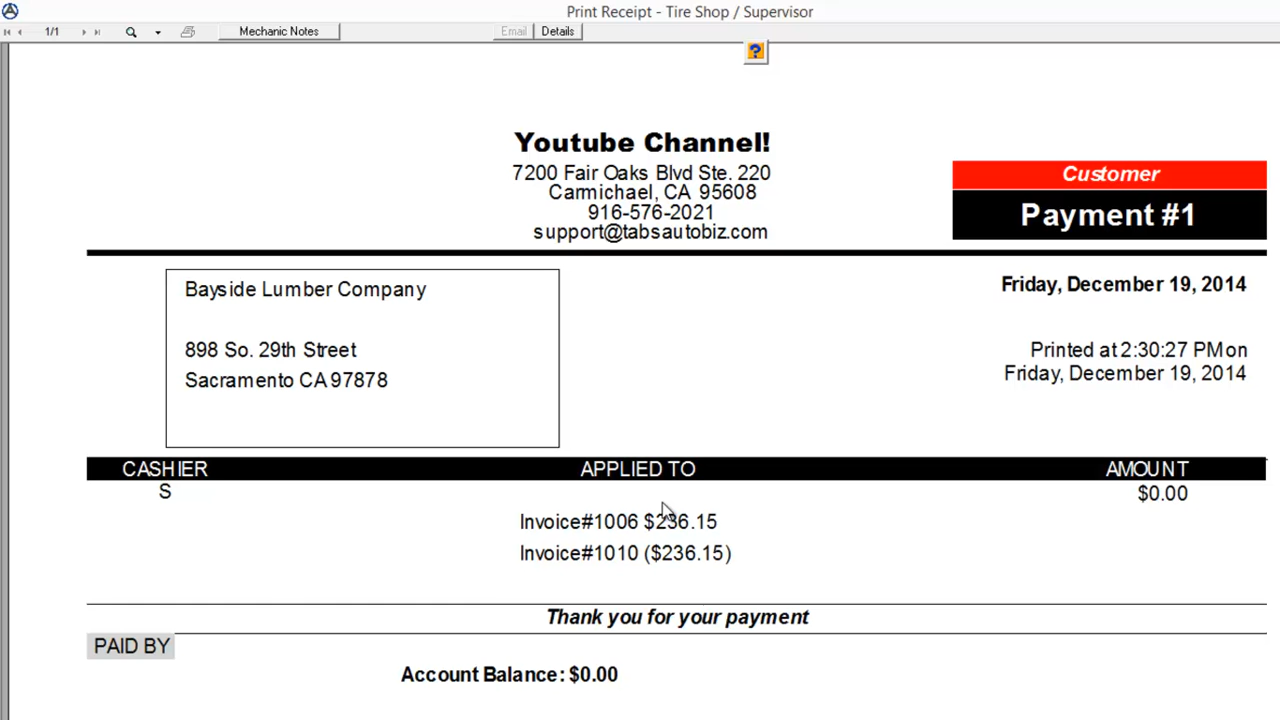 Print Receipt - Tire Shop / Supervisor
1/1 Mechanic Notes Email Details
?
Youtube Channel!
7200 Fair Oaks Blvd Ste. 220
Carmichael, CA 95608
916-576-2021
support@tabsautobiz.com
Customer
Payment #1
Bayside Lumber Company
898 So. 29th Street
Sacramento CA 97878
Friday, December 19, 2014
Printed at 2:30:27 PM on
Friday, December 19, 2014
CASHIER APPLIED TO AMOUNT
S $0.00
Invoice#1006 $236.15
Invoice#1010 ($236.15)
Thank you for your payment
PAID BY
Account Balance: $0.00